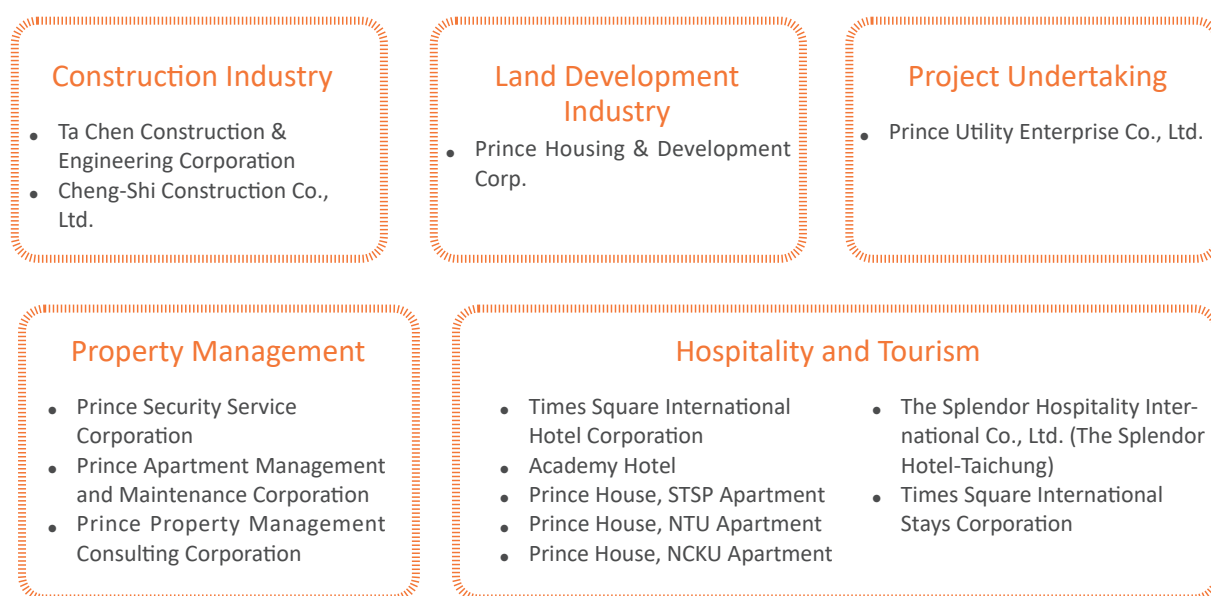 Construction Industry
• Ta Chen Construction &
Engineering Corporation
• Cheng-Shi Construction Co.,
Ltd.
Land Development
Industry
• Prince Housing & Development
Corp.
Project Undertaking
• Prince Utility Enterprise Co., Ltd.
Property Management
• Prince Security Service
Corporation
• Prince Apartment Management
and Maintenance Corporation
• Prince Property Management
Consulting Corporation
Hospitality and Tourism
• Times Square International
Hotel Corporation
• Academy Hotel
• Prince House, STSP Apartment
• Prince House, NTU Apartment
• Prince House, NCKU Apartment
• The Splendor Hospitality Inter-
national Co., Ltd. (The Splendor
Hotel-Taichung)
• Times Square International
Stays Corporation